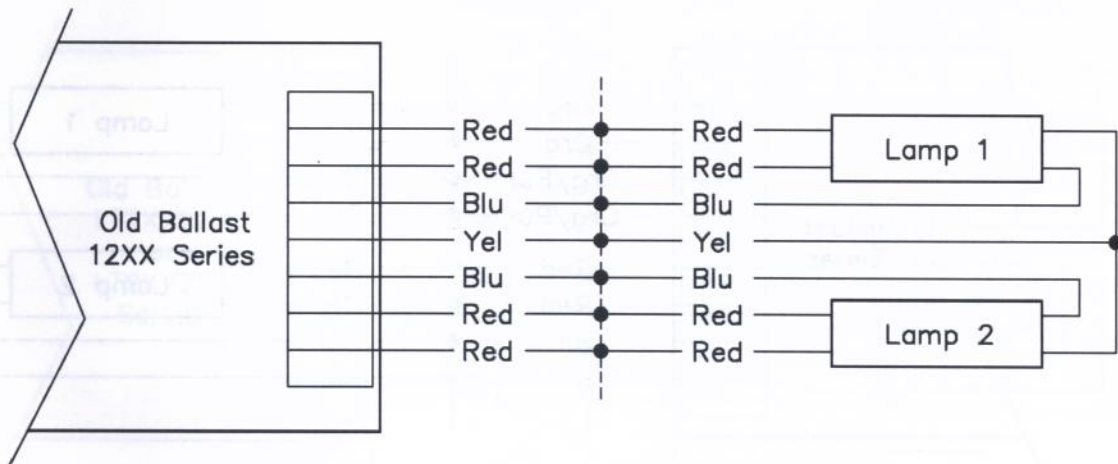 Old Ballast
12XX Series
Red Red
Red Red
Blu Blu
Yel Yel
Blu Blu
Red Red
Red Red
Lamp 1
Lamp 2